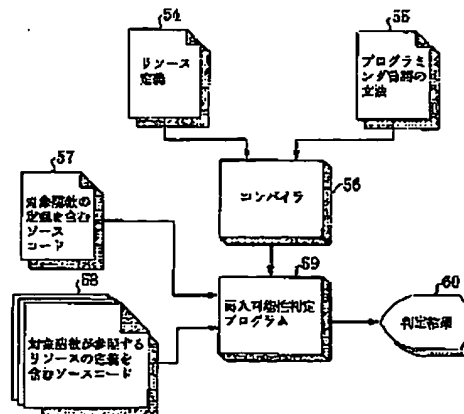 54
リソース
定義
55
プログラミ
ング言語の
文法
57
対象関数の
定義を含む
ソース
コード
コンパイラ
56
58
59
再入可能性判定
プログラム
60
判定結果
対象関数が参照する
リソースの定義を
含むソースコード